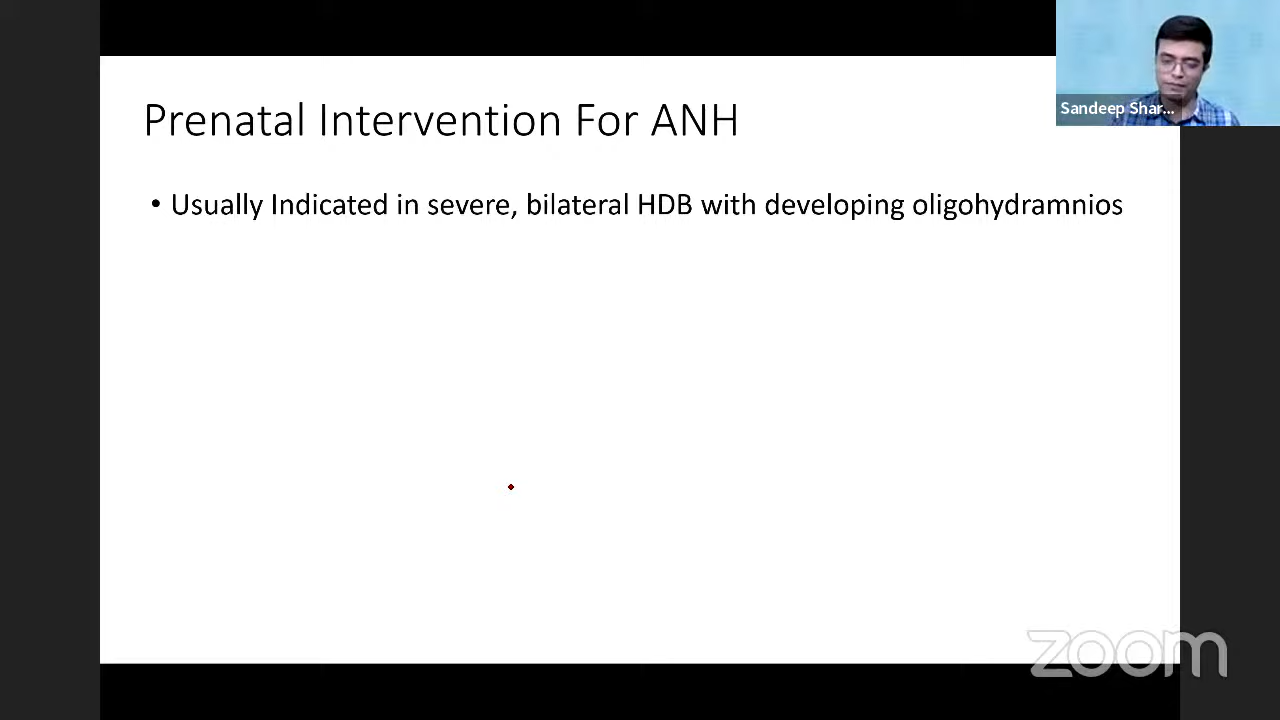 Prenatal Intervention For ANH
Sandeep Shar...
• Usually Indicated in severe, bilateral HDB with developing oligohydramnios
zoom